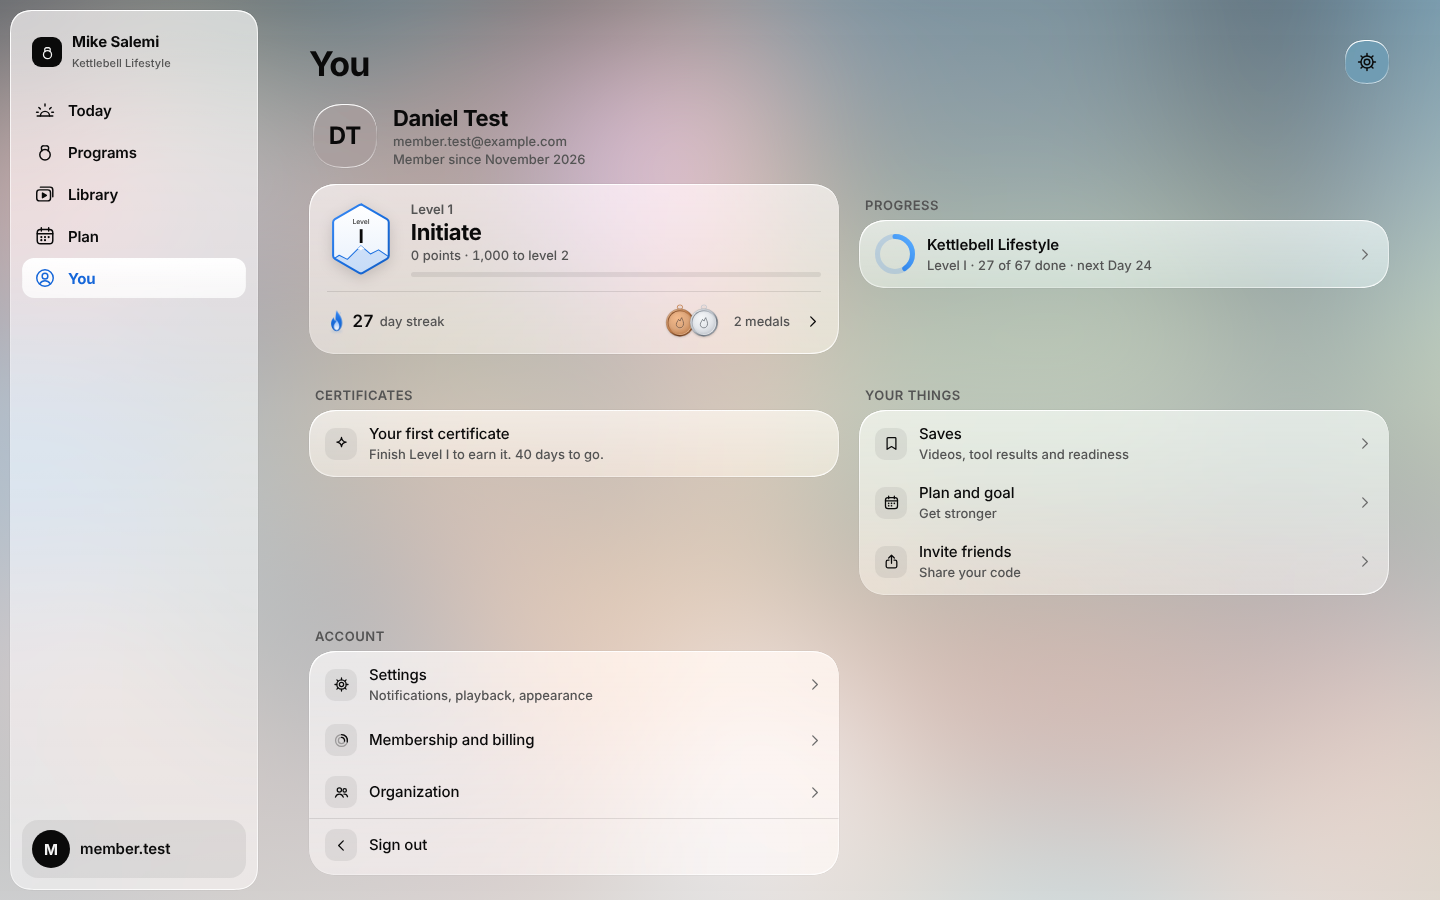 Mike Salemi
Kettlebell Lifestyle
Today
Programs
Library
Plan
You
M
member.test
You
DT
Daniel Test
member.test@example.com
Member since November 2026
Level
I
Level 1
Initiate
0 points · 1,000 to level 2
27 day streak
2 medals
PROGRESS
Kettlebell Lifestyle
Level I · 27 of 67 done · next Day 24
CERTIFICATES
Your first certificate
Finish Level I to earn it. 40 days to go.
YOUR THINGS
Saves
Videos, tool results and readiness
Plan and goal
Get stronger
Invite friends
Share your code
ACCOUNT
Settings
Notifications, playback, appearance
Membership and billing
Organization
Sign out